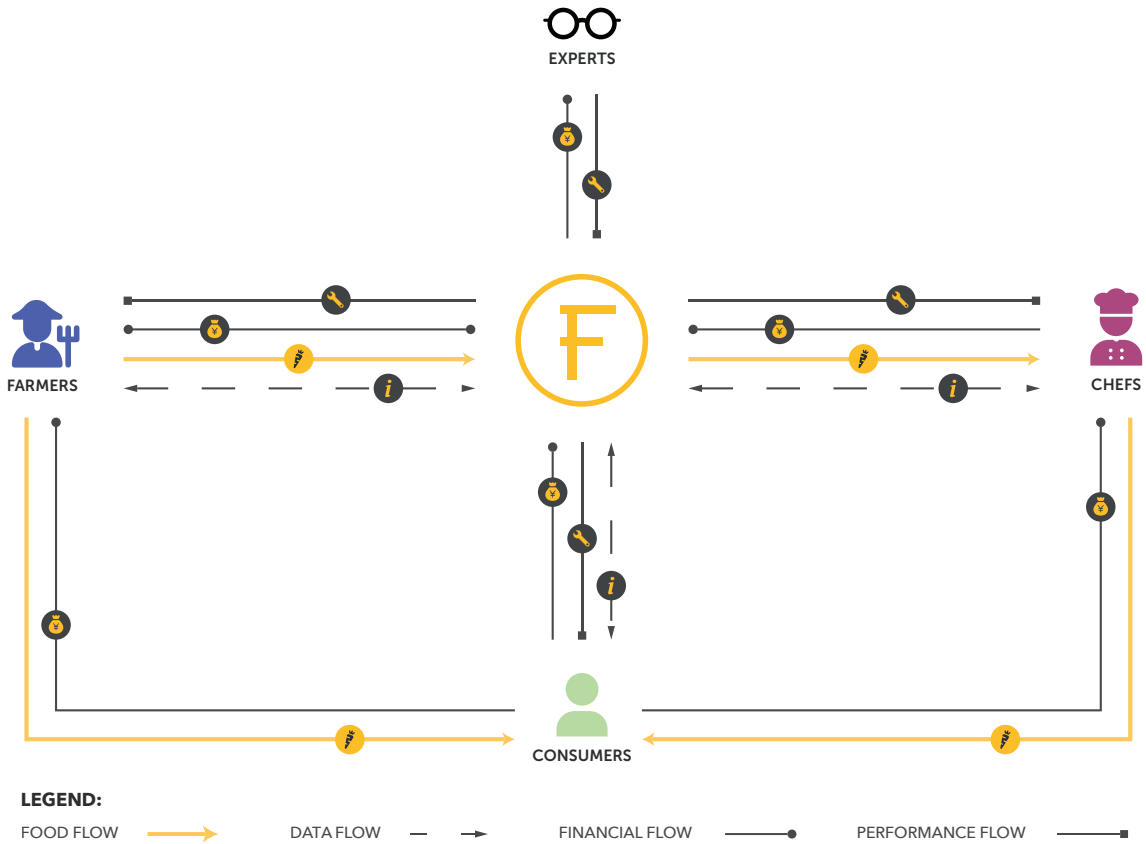 EXPERTS
¥
F
¥
¥
i
i
FARMERS
CHEFS
¥
¥
i
¥
CONSUMERS
LEGEND:
FOOD FLOW
DATA FLOW
FINANCIAL FLOW
PERFORMANCE FLOW